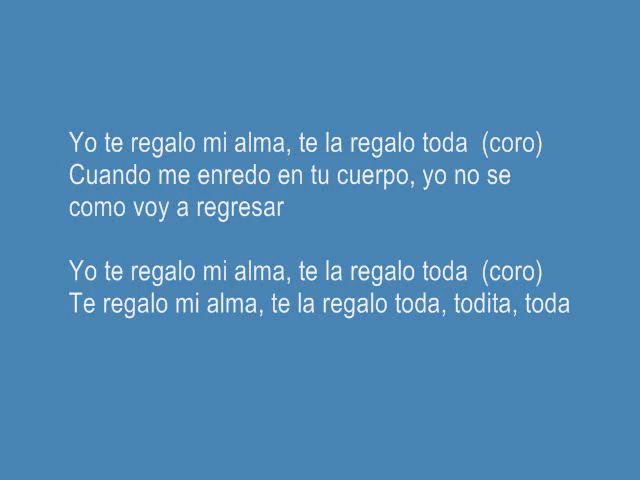 Yo te regalo mi alma, te la regalo toda  (coro)
Cuando me enredo en tu cuerpo, yo no se
como voy a regresar
Yo te regalo mi alma, te la regalo toda  (coro)
Te regalo mi alma, te la regalo toda, todita, toda